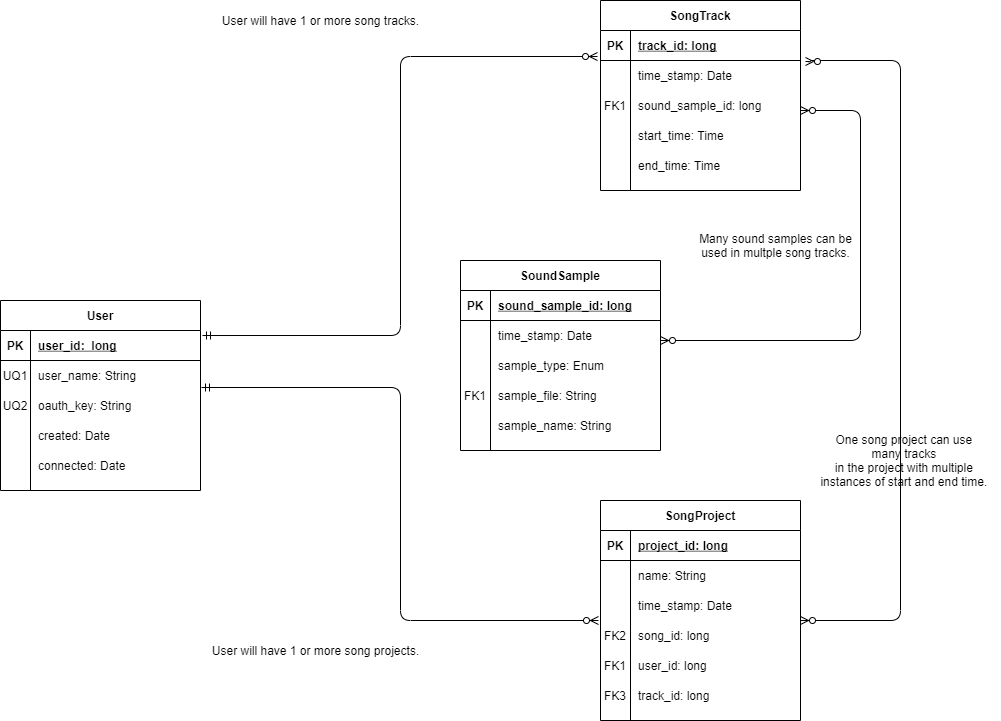 User will have 1 or more song tracks.
SongTrack
PK track_id: long
time_stamp: Date
FK1 sound_sample_id: long
start_time: Time
end_time: Time
Many sound samples can be
used in multple song tracks.
SoundSample
PK sound_sample_id: long
time_stamp: Date
sample_type: Enum
FK1 sample_file: String
sample_name: String
User
PK user_id: long
UQ1 user_name: String
UQ2 oauth_key: String
created: Date
connected: Date
One song project can use
many tracks
in the project with multiple
instances of start and end time.
SongProject
PK project_id: long
name: String
time_stamp: Date
FK2 song_id: long
FK1 user_id: long
FK3 track_id: long
User will have 1 or more song projects.